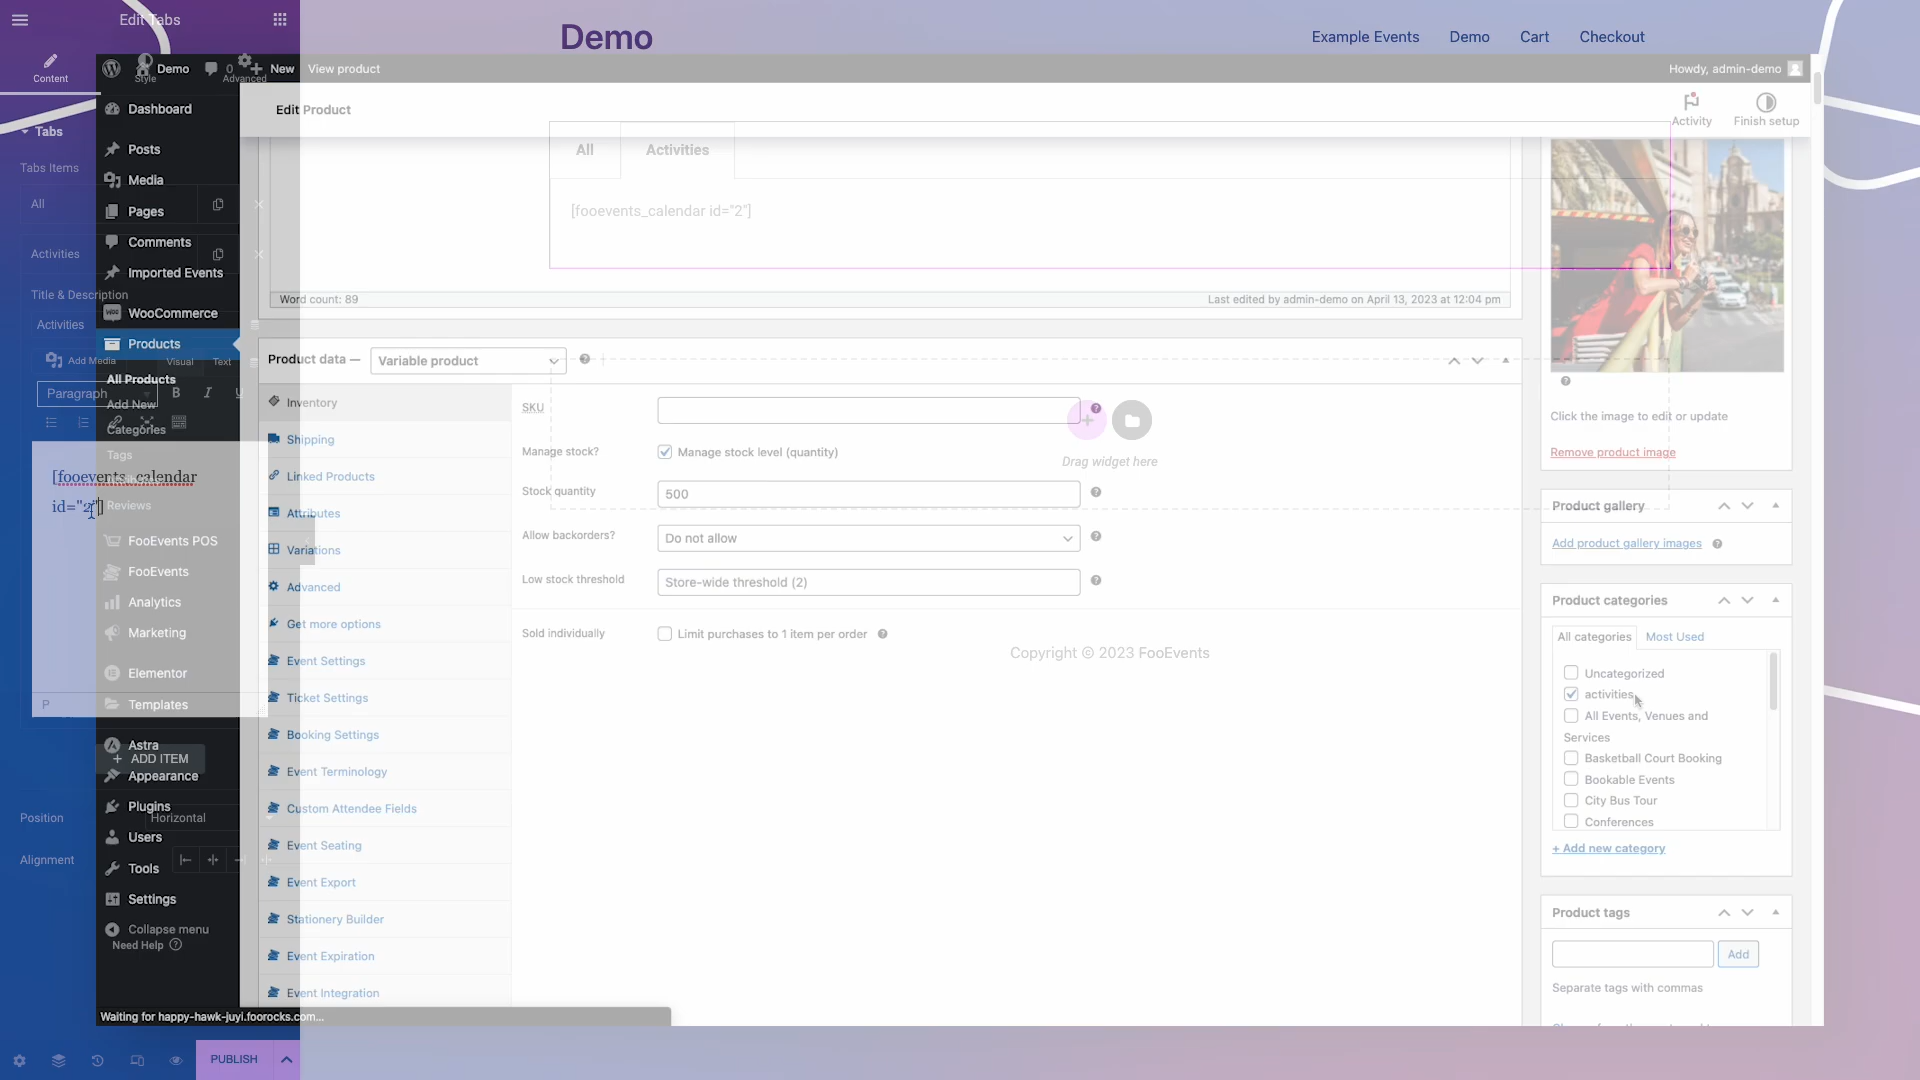 Edit Tabs
Demo
Example Events
Demo
Cart
Checkout
Content
Style
Advanced
Demo
0
New
View product
Howdy, admin-demo
Dashboard
Edit Product
Activity
Finish setup
Tabs
Posts
All
Activities
Tabs Items
Media
All
Pages
[fooevents_calendar id="2"]
Comments
Activities
Imported Events
Title & Description
Word count: 89
Last edited by admin-demo on April 13, 2023 at 12:04 pm
WooCommerce
Activities
Products
Add Media
Visual
Text
Product data —
Variable product
All Products
Paragraph
B
I
U
Add New
Categories
Tags
Reviews
[fooevents_calendar
id="2"]
Inventory
SKU
Click the image to edit or update
Shipping
Manage stock?
Manage stock level (quantity)
Drag widget here
Remove product image
Linked Products
Stock quantity
500
Product gallery
Attributes
Allow backorders?
Do not allow
Add product gallery images
FooEvents POS
Variations
FooEvents
Advanced
Low stock threshold
Store-wide threshold (2)
Product categories
Analytics
Get more options
Marketing
Sold individually
Limit purchases to 1 item per order
All categories
Most Used
Event Settings
Copyright © 2023 FooEvents
Elementor
Uncategorized
Ticket Settings
activities
P
Templates
All Events, Venues and
Services
Booking Settings
Astra
ADD ITEM
Basketball Court Booking
Event Terminology
Appearance
Bookable Events
Custom Attendee Fields
Plugins
City Bus Tour
Position
Horizontal
Conferences
Users
Event Seating
+ Add new category
Alignment
Tools
Event Export
Settings
Stationery Builder
Product tags
Collapse menu
Need Help
Event Expiration
Add
Event Integration
Separate tags with commas
Waiting for happy-hawk-juyi.foorocks.com...
PUBLISH